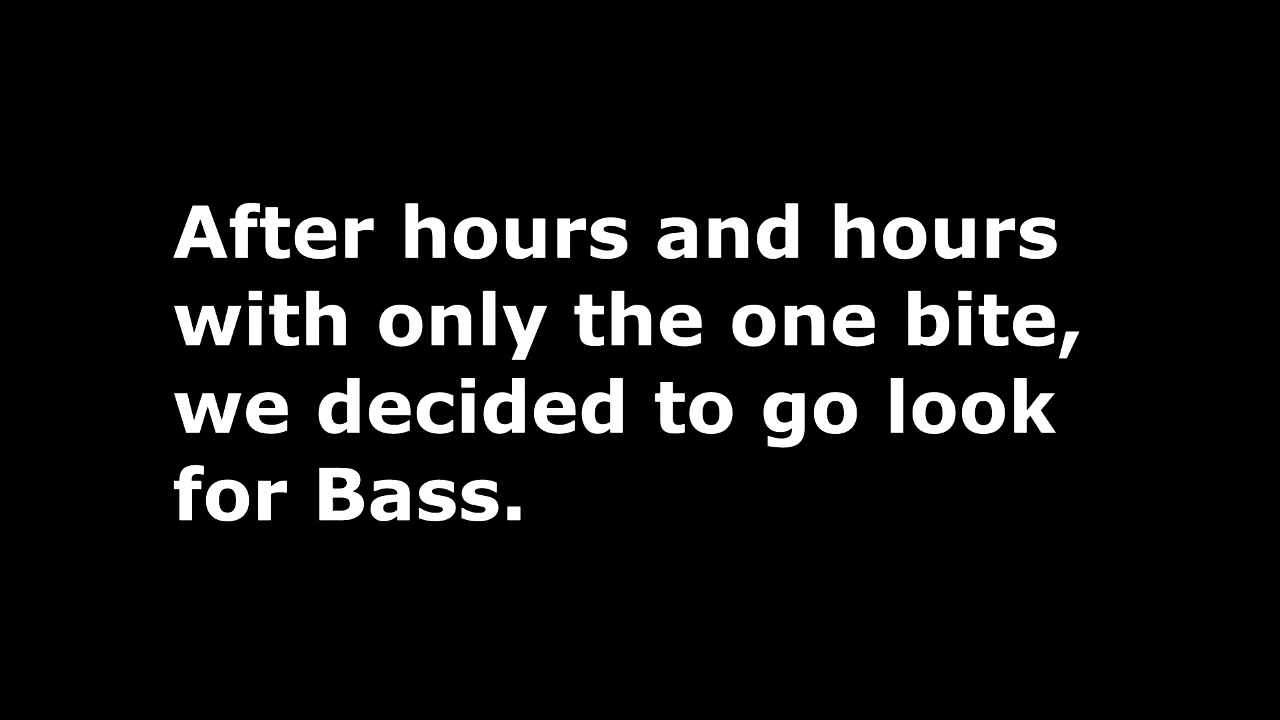 After hours and hours
with only the one bite,
we decided to go look
for Bass.